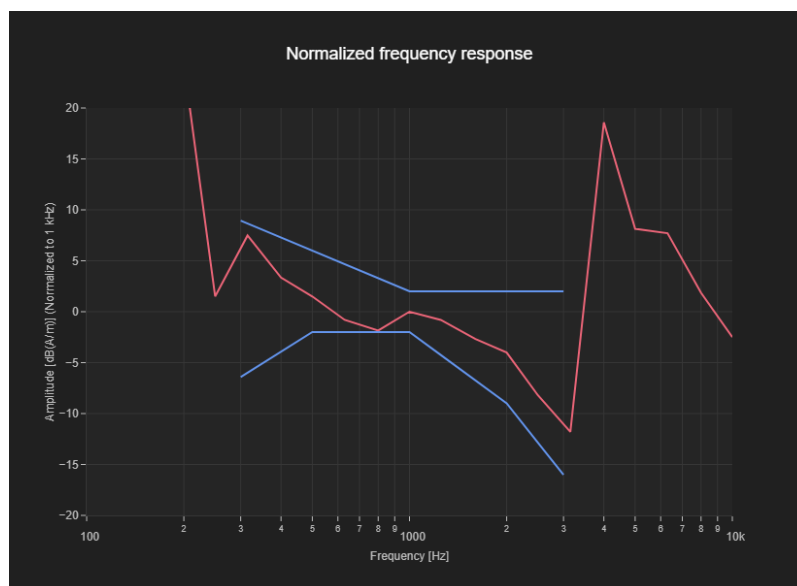 Normalized frequency response
Amplitude [dB(A/m)] (Normalized to 1 kHz)
20
15
10
5
0
−5
−10
−15
−20
100 2 3 4 5 6 7 8 9 1000 2 3 4 5 6 7 8 9 10k
Frequency [Hz]